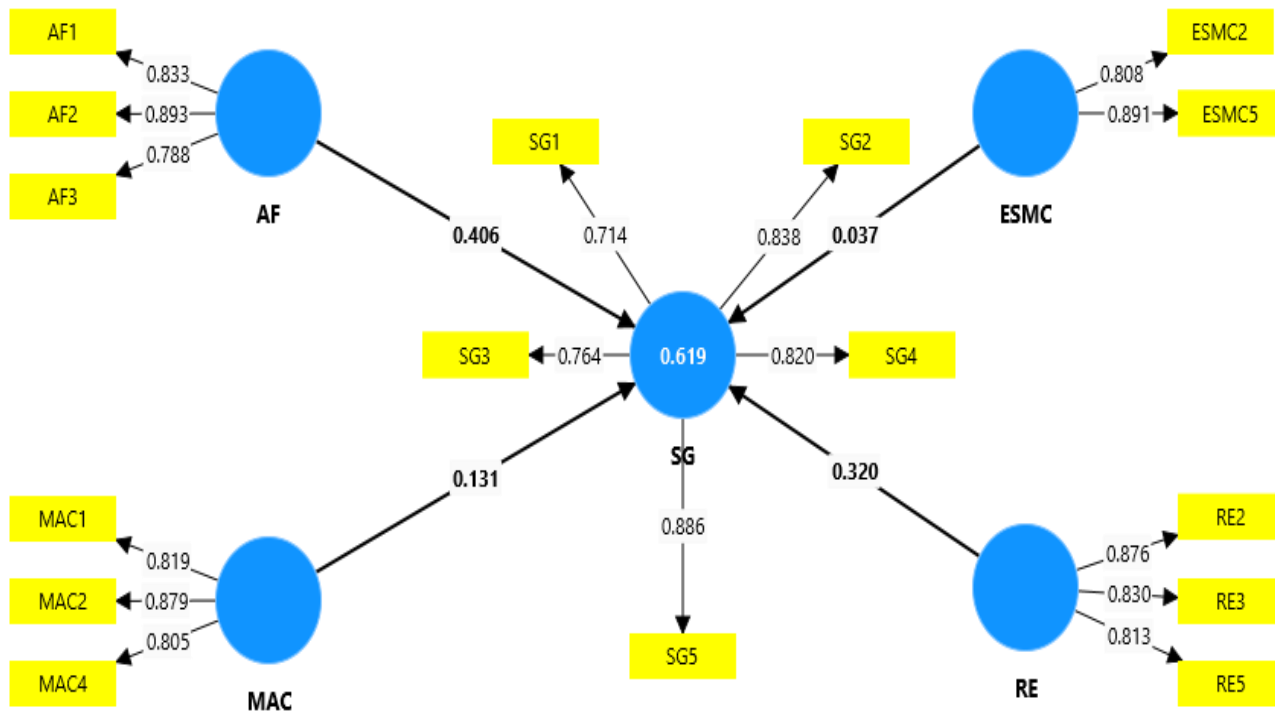 AF1
ESMC2
0.833
0.808
AF2
0.893
0.891
ESMC5
0.788
SG1
SG2
AF3
AF
ESMC
0.406
0.714
0.838
0.037
SG3
0.764
0.619
0.820
SG4
SG
0.131
0.320
MAC1
RE2
0.819
0.886
0.876
MAC2
0.879
0.830
RE3
0.805
0.813
SG5
MAC4
RE5
MAC
RE